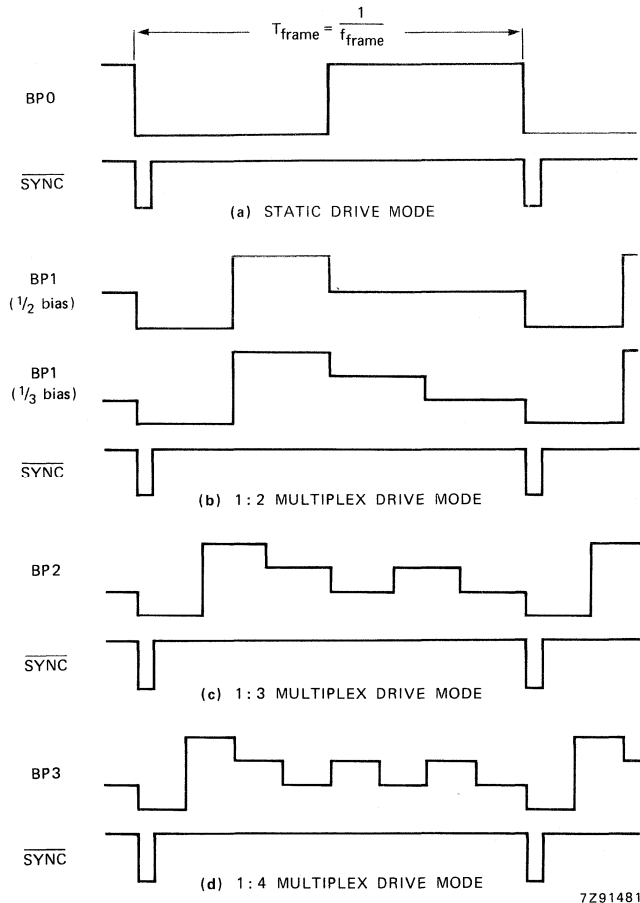 T_frame = 1 / f_frame
BP0
SYNC
(a) STATIC DRIVE MODE
BP1
(1/2 bias)
BP1
(1/3 bias)
SYNC
(b) 1:2 MULTIPLEX DRIVE MODE
BP2
SYNC
(c) 1:3 MULTIPLEX DRIVE MODE
BP3
SYNC
(d) 1:4 MULTIPLEX DRIVE MODE
7Z91481